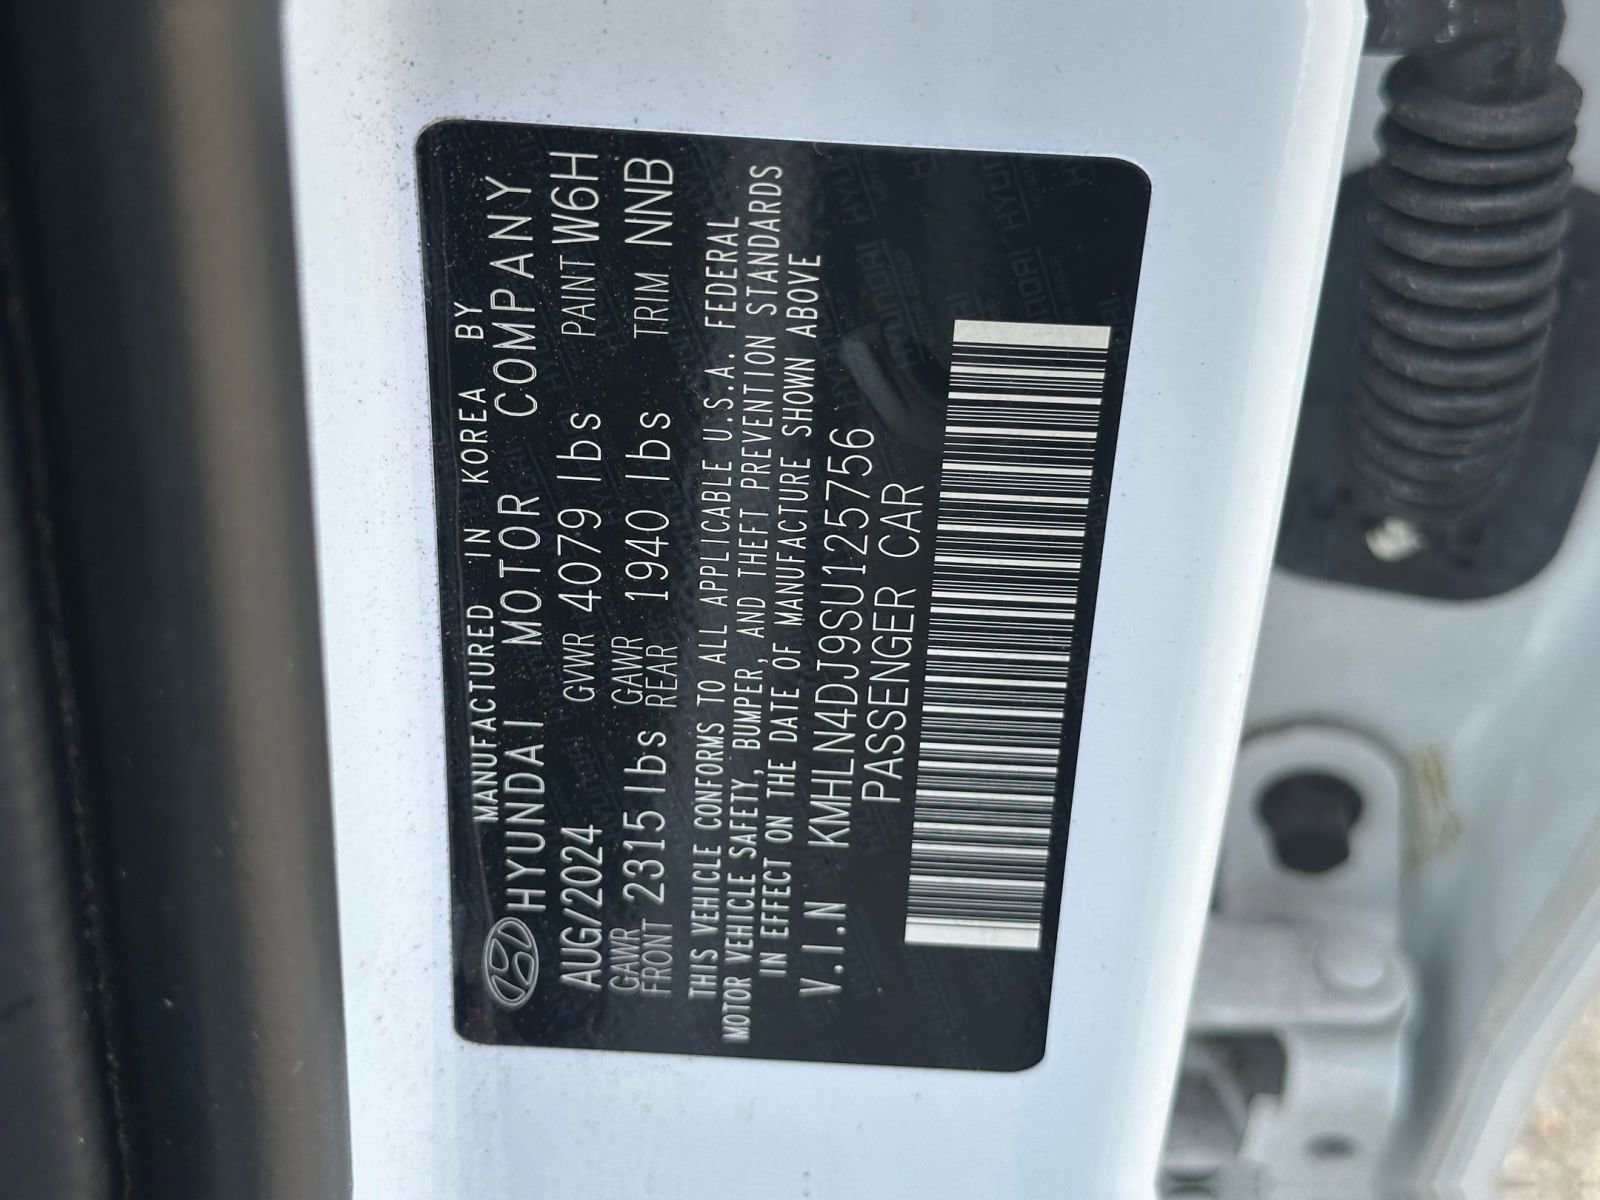 MANUFACTURED IN KOREA BY
HYUNDAI MOTOR COMPANY
AUG/2024 GVWR 4079 lbs PAINT W6H
GAWR FRONT 2315 lbs GAWR REAR 1940 lbs TRIM NNB
THIS VEHICLE CONFORMS TO ALL APPLICABLE U.S.A. FEDERAL
MOTOR VEHICLE SAFETY, BUMPER, AND THEFT PREVENTION STANDARDS
IN EFFECT ON THE DATE OF MANUFACTURE SHOWN ABOVE
V.I.N KMHLN4DJ9SU125756
PASSENGER CAR